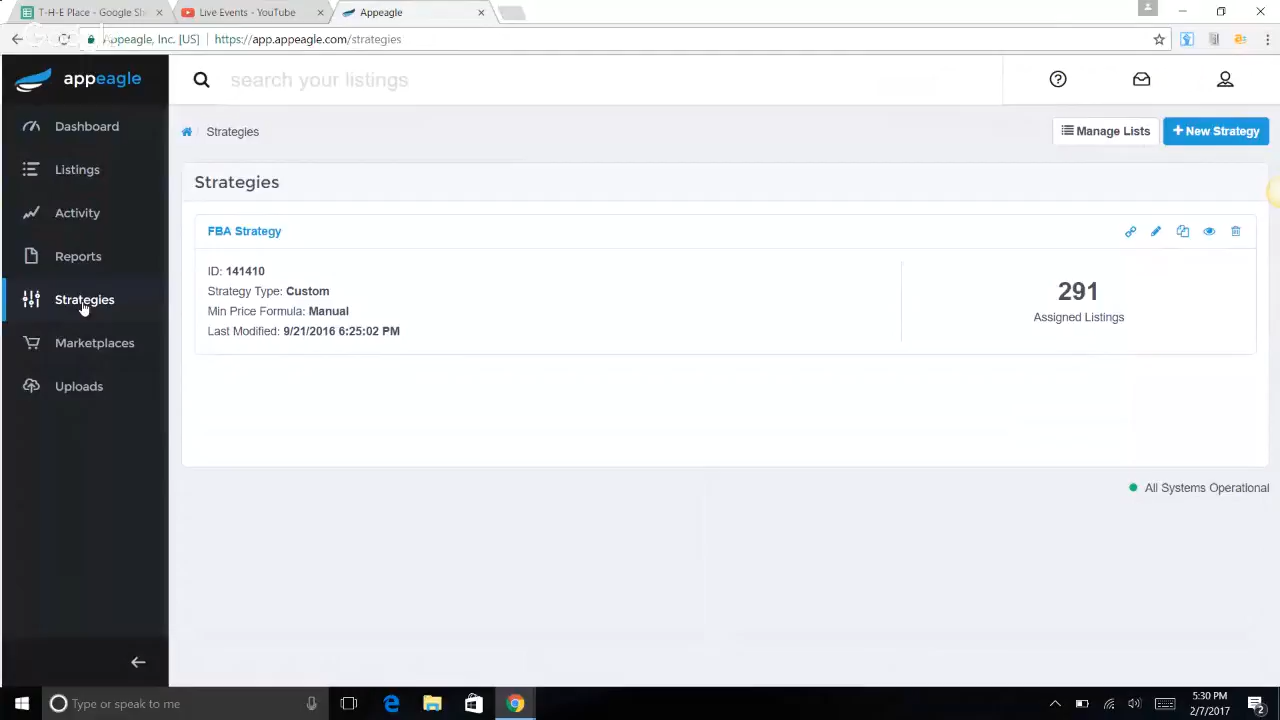 T-H-E Place - Google Sh
Live Events - YouTube
Appeagle
Appeagle, Inc. [US]
https://app.appeagle.com/strategies
appeagle
search your listings
Dashboard
Listings
Activity
Reports
Strategies
Marketplaces
Uploads
Strategies
Manage Lists
+ New Strategy
Strategies
FBA Strategy
ID: 141410
Strategy Type: Custom
Min Price Formula: Manual
Last Modified: 9/21/2016 6:25:02 PM
291
Assigned Listings
All Systems Operational
Type or speak to me
5:30 PM
2/7/2017
2